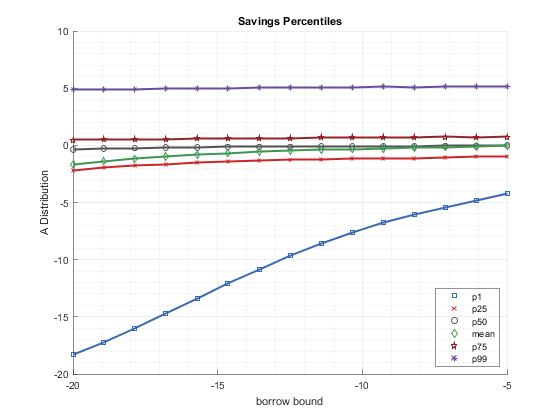 Savings Percentiles
10
5
0
-5
-10
-15
-20
A Distribution
-20
-15
-10
-5
borrow bound
p1
p25
p50
mean
p75
p99